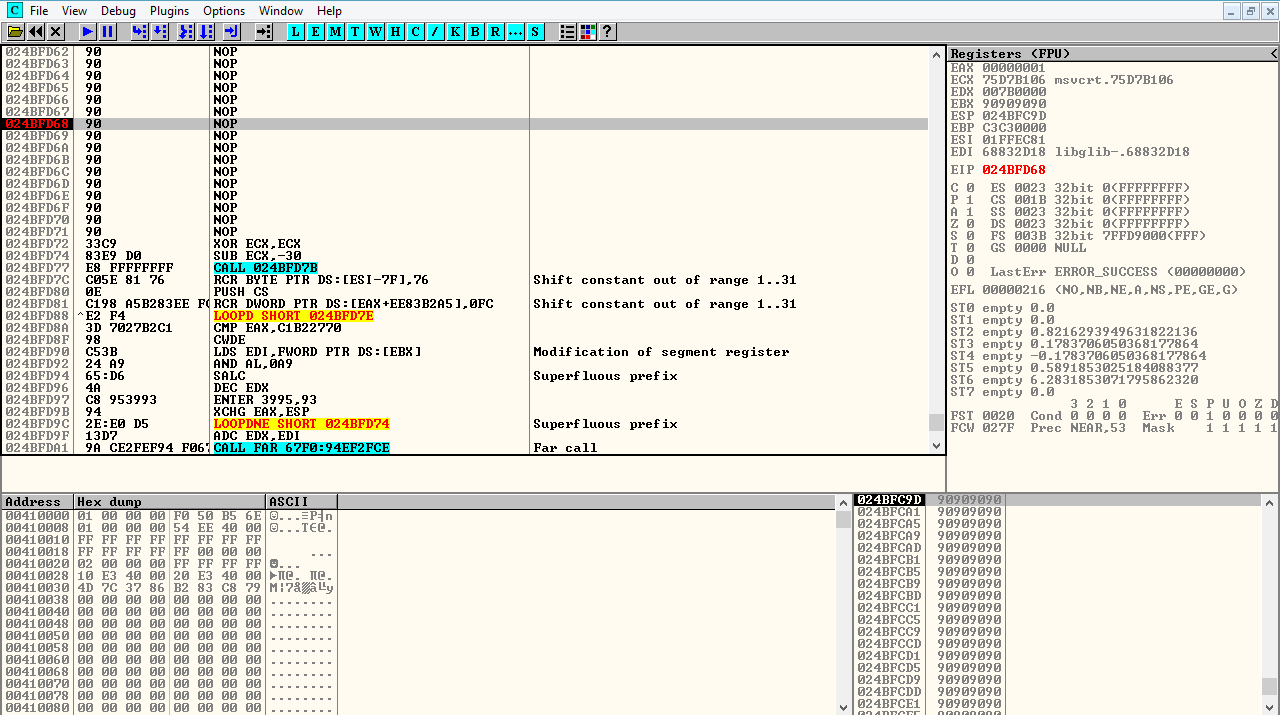 C File View Debug Plugins Options Window Help
L E M T W H C / K B R ... S ?
024BFD62 90 NOP
024BFD63 90 NOP
024BFD64 90 NOP
024BFD65 90 NOP
024BFD66 90 NOP
024BFD67 90 NOP
024BFD68 90 NOP
024BFD69 90 NOP
024BFD6A 90 NOP
024BFD6B 90 NOP
024BFD6C 90 NOP
024BFD6D 90 NOP
024BFD6E 90 NOP
024BFD6F 90 NOP
024BFD70 90 NOP
024BFD71 90 NOP
024BFD72 33C9 XOR ECX,ECX
024BFD74 83E9 D0 SUB ECX,-30
024BFD77 E8 FFFFFFFF CALL 024BFD7B
024BFD7C C05E 81 76 RCR BYTE PTR DS:[ESI-7F],76 Shift constant out of range 1..31
024BFD80 0E PUSH CS
024BFD81 C198 A5B283EE FC RCR DWORD PTR DS:[EAX+EE83B2A5],0FC Shift constant out of range 1..31
024BFD88 ^E2 F4 LOOPD SHORT 024BFD7E
024BFD8A 3D 7027B2C1 CMP EAX,C1B22770
024BFD8F 98 CWDE
024BFD90 C53B LDS EDI,FWORD PTR DS:[EBX] Modification of segment register
024BFD92 24 A9 AND AL,0A9
024BFD94 65:D6 SALC Superfluous prefix
024BFD96 4A DEC EDX
024BFD97 C8 953993 ENTER 3995,93
024BFD9B 94 XCHG EAX,ESP
024BFD9C 2E:E0 D5 LOOPDNE SHORT 024BFD74 Superfluous prefix
024BFD9F 13D7 ADC EDX,EDI
024BFDA1 9A CE2FEF94 F067 CALL FAR 67F0:94EF2FCE Far call
Registers (FPU) <
EAX 00000001
ECX 75D7B106 msvcrt.75D7B106
EDX 007B0000
EBX 90909090
ESP 024BFC9D
EBP C3C30000
ESI 01FFEC81
EDI 68832D18 libglib-.68832D18
EIP 024BFD68
C 0 ES 0023 32bit 0(FFFFFFFF)
P 1 CS 001B 32bit 0(FFFFFFFF)
A 1 SS 0023 32bit 0(FFFFFFFF)
Z 0 DS 0023 32bit 0(FFFFFFFF)
S 0 FS 003B 32bit 7FFD9000(FFF)
T 0 GS 0000 NULL
D 0
O 0 LastErr ERROR_SUCCESS (00000000)
EFL 00000216 (NO,NB,NE,A,NS,PE,GE,G)
ST0 empty 0.0
ST1 empty 0.0
ST2 empty 0.8216293949631822136
ST3 empty 0.1783706050368177864
ST4 empty -0.1783706050368177864
ST5 empty 0.5891853025184088377
ST6 empty 6.2831853071795862320
ST7 empty 0.0
3 2 1 0 E S P U O Z D
FST 0020 Cond 0 0 0 0 Err 0 0 1 0 0 0 0
FCW 027F Prec NEAR,53 Mask 1 1 1 1 1
Address Hex dump ASCII
00410000 01 00 00 00 F0 50 B5 6E ☺...≡P╡n
00410008 01 00 00 00 54 EE 40 00 ☺...T∈@.
00410010 FF FF FF FF FF FF FF FF
00410018 FF FF FF FF FF 00 00 00 ...
00410020 02 00 00 00 FF FF FF FF ☻...
00410028 10 E3 40 00 20 E3 40 00 ►π@. π@.
00410030 4D 7C 37 86 B2 83 C8 79 M¦7å▓â╚y
00410038 00 00 00 00 00 00 00 00 ........
00410040 00 00 00 00 00 00 00 00 ........
00410048 00 00 00 00 00 00 00 00 ........
00410050 00 00 00 00 00 00 00 00 ........
00410058 00 00 00 00 00 00 00 00 ........
00410060 00 00 00 00 00 00 00 00 ........
00410068 00 00 00 00 00 00 00 00 ........
00410070 00 00 00 00 00 00 00 00 ........
00410078 00 00 00 00 00 00 00 00 ........
00410080 00 00 00 00 00 00 00 00 ........
024BFC9D 90909090
024BFCA1 90909090
024BFCA5 90909090
024BFCA9 90909090
024BFCAD 90909090
024BFCB1 90909090
024BFCB5 90909090
024BFCB9 90909090
024BFCBD 90909090
024BFCC1 90909090
024BFCC5 90909090
024BFCC9 90909090
024BFCCD 90909090
024BFCD1 90909090
024BFCD5 90909090
024BFCD9 90909090
024BFCDD 90909090
024BFCE1 90909090